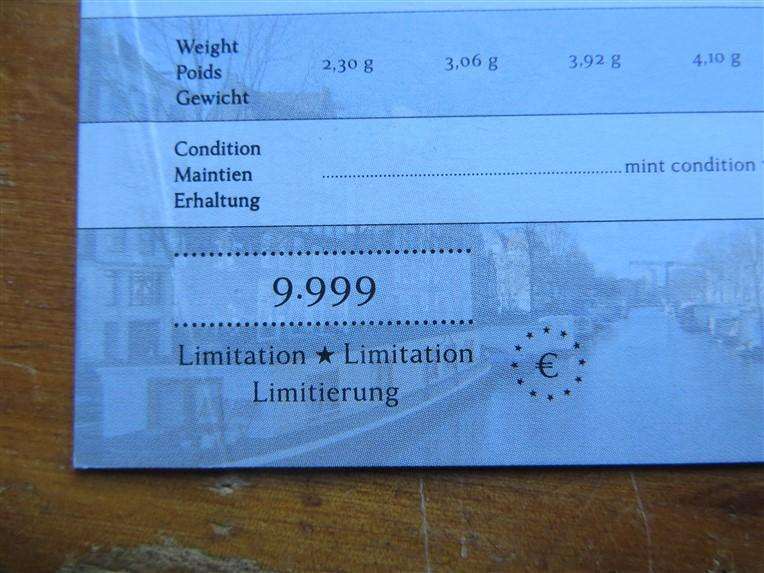 Weight
Poids
Gewicht
2,30 g 3,06 g 3,92 g 4,10 g
Condition
Maintien
Erhaltung
mint condition
9.999
Limitation ★ Limitation
Limitierung
€